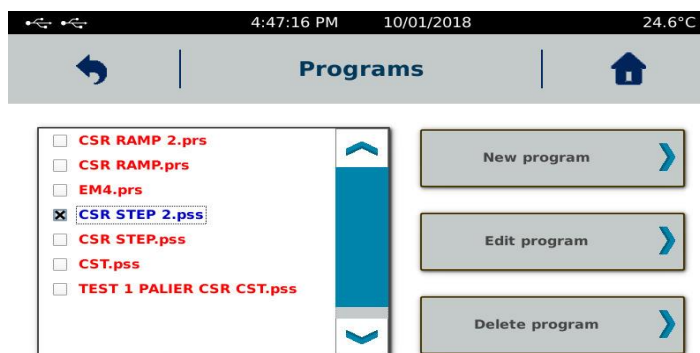 4:47:16 PM 10/01/2018 24.6°C
Programs
CSR RAMP 2.prs
CSR RAMP.prs
EM4.prs
CSR STEP 2.pss
CSR STEP.pss
CST.pss
TEST 1 PALIER CSR CST.pss
New program
Edit program
Delete program